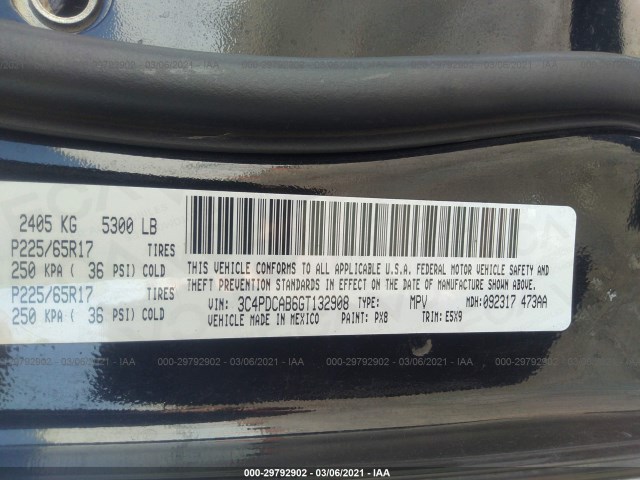 2405 KG 5300 LB
P225/65R17 TIRES
250 KPA ( 36 PSI) COLD
P225/65R17 TIRES
250 KPA ( 36 PSI) COLD
THIS VEHICLE CONFORMS TO ALL APPLICABLE U.S.A. FEDERAL MOTOR VEHICLE SAFETY AND
THEFT PREVENTION STANDARDS IN EFFECT ON THE DATE OF MANUFACTURE SHOWN ABOVE.
VIN: 3C4PDCAB6GT132908 TYPE: MPV MDH: 092317 473AA
VEHICLE MADE IN MEXICO PAINT: PX8 TRIM: E5X9
000-29792902 - 03/06/2021 - IAA
000-29792902 - 03/06/2021 - IAA